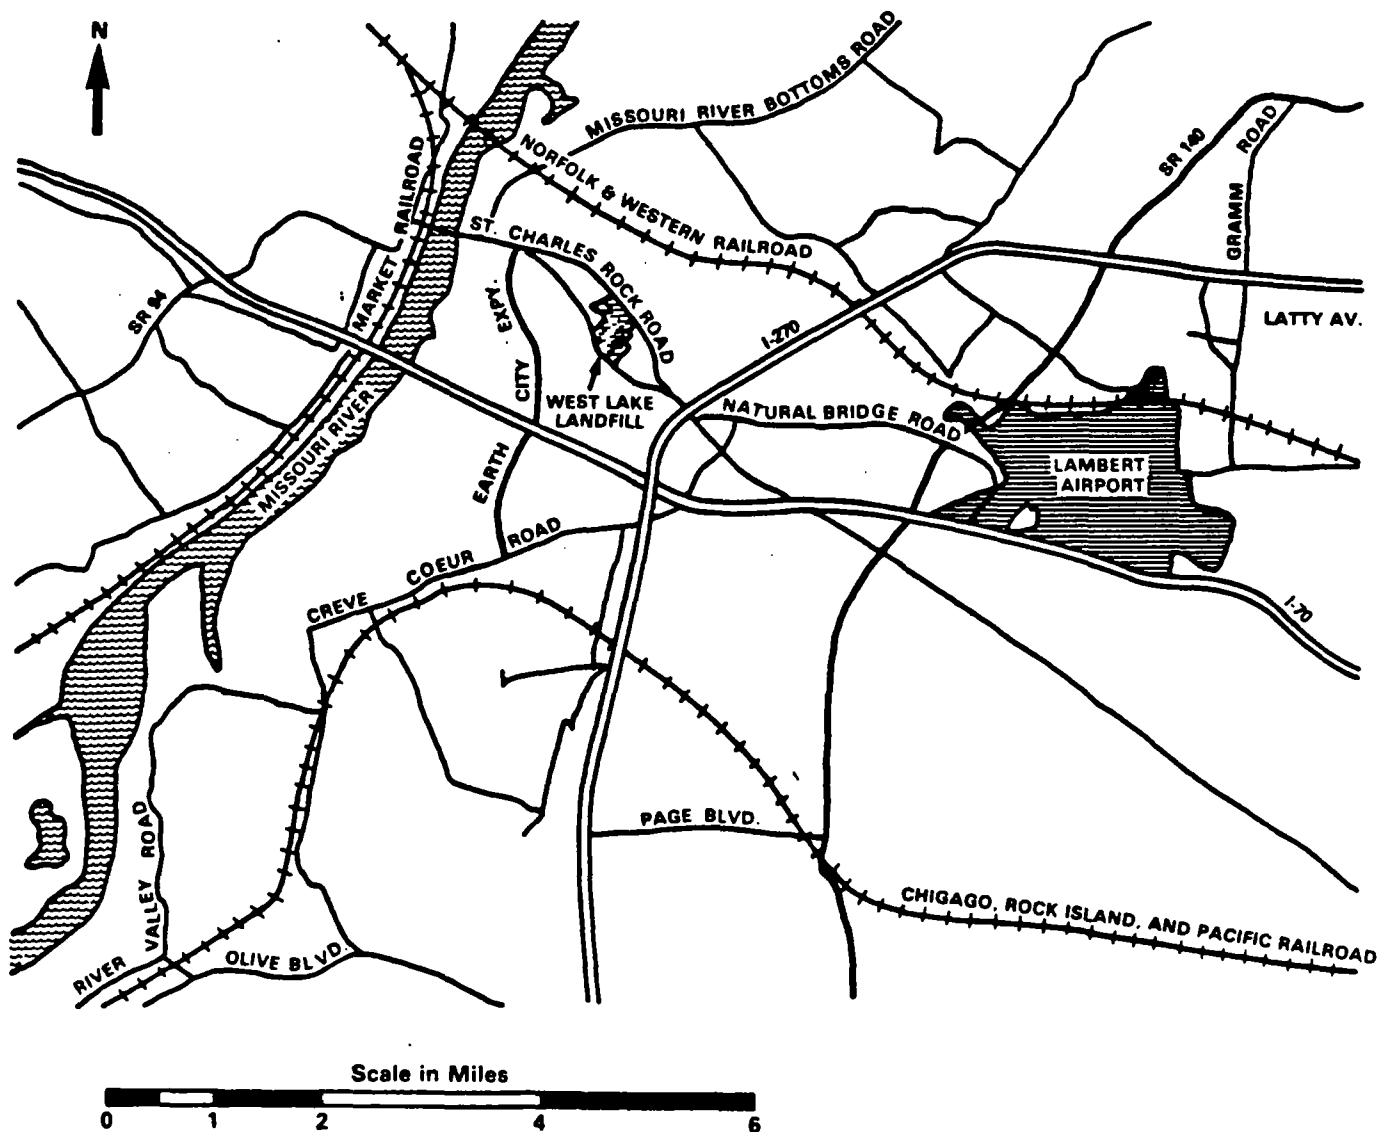 N
MISSOURI RIVER BOTTOMS ROAD
NORFOLK & WESTERN RAILROAD
SR 140
GRAMM ROAD
MARKET RAILROAD
ST. CHARLES ROCK ROAD
SR 94
EARTH CITY EXPY.
I-270
LATTY AV.
WEST LAKE
LANDFILL
NATURAL BRIDGE ROAD
MISSOURI RIVER
LAMBERT
AIRPORT
CREVE COEUR ROAD
I-70
PAGE BLVD.
RIVER VALLEY ROAD
OLIVE BLVD.
CHIGAGO, ROCK ISLAND, AND PACIFIC RAILROAD
Scale in Miles
0 1 2 4 6